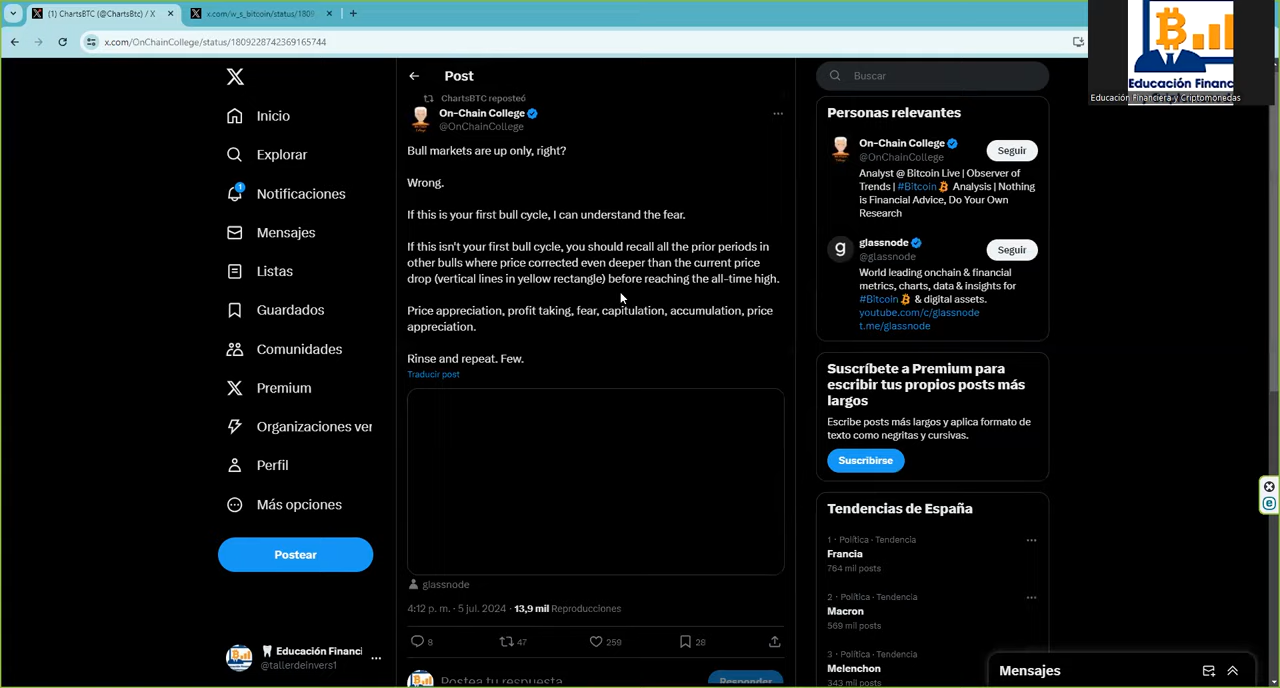 (1) ChartsBTC (@ChartsBtc) / X
x.com/w_s_bitcoin/status/1809
x.com/OnChainCollege/status/1809228742369165744
Educación Financ
Educación Financiera y Criptomonedas
Inicio
Explorar
1
Notificaciones
Mensajes
Listas
Guardados
Comunidades
Premium
Organizaciones ver
Perfil
Más opciones
Postear
Educación Financi
@tallerdeinvers1
Post
ChartsBTC reposteó
On-Chain College
@OnChainCollege
Bull markets are up only, right?
Wrong.
If this is your first bull cycle, I can understand the fear.
If this isn't your first bull cycle, you should recall all the prior periods in
other bulls where price corrected even deeper than the current price
drop (vertical lines in yellow rectangle) before reaching the all-time high.
Price appreciation, profit taking, fear, capitulation, accumulation, price
appreciation.
Rinse and repeat. Few.
Traducir post
glassnode
4:12 p. m. · 5 jul. 2024 · 13,9 mil Reproducciones
8 47 259 28
Postea tu respuesta
Responder
Buscar
Personas relevantes
On-Chain College
@OnChainCollege
Seguir
Analyst @ Bitcoin Live | Observer of
Trends | #Bitcoin Analysis | Nothing
is Financial Advice, Do Your Own
Research
glassnode
@glassnode
Seguir
World leading onchain & financial
metrics, charts, data & insights for
#Bitcoin & digital assets.
youtube.com/c/glassnode
t.me/glassnode
Suscríbete a Premium para
escribir tus propios posts más
largos
Escribe posts más largos y aplica formato de
texto como negritas y cursivas.
Suscribirse
Tendencias de España
1 · Política · Tendencia
Francia
764 mil posts
2 · Política · Tendencia
Macron
569 mil posts
3 · Política · Tendencia
Melenchon
343 mil posts
Mensajes